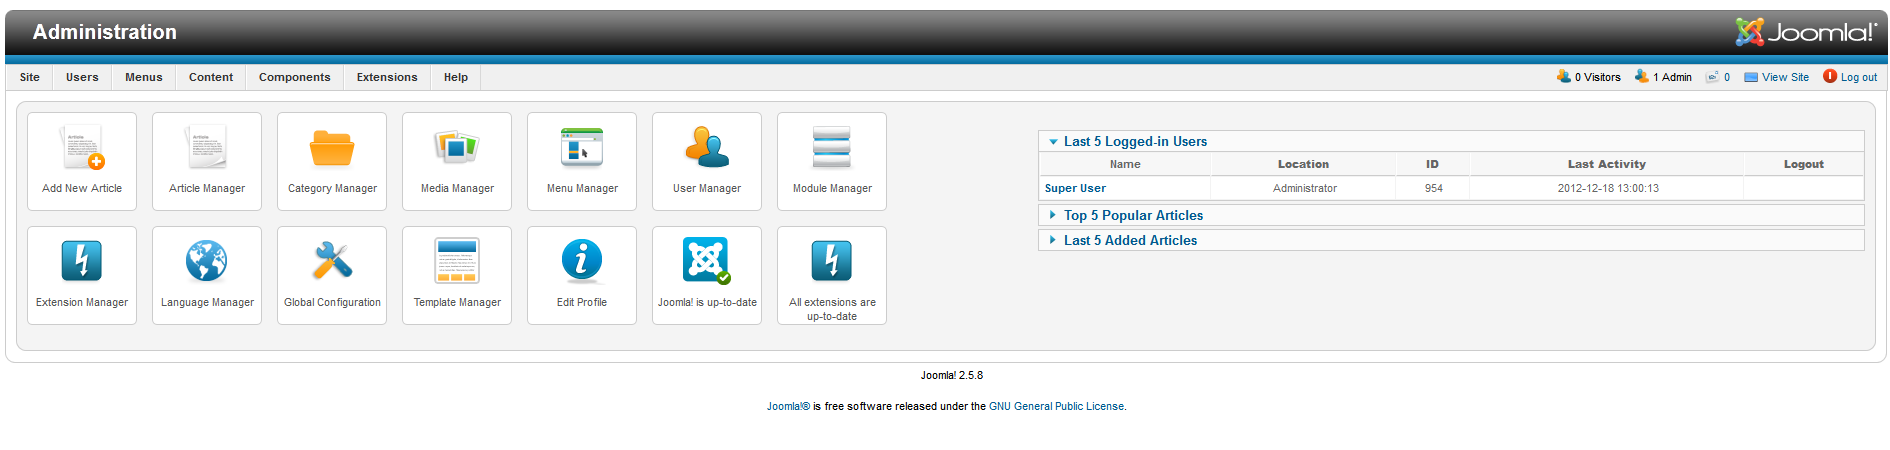 Administration
Joomla!®
Site Users Menus Content Components Extensions Help
0 Visitors 1 Admin 0 View Site Log out
Add New Article Article Manager Category Manager Media Manager Menu Manager User Manager Module Manager
Extension Manager Language Manager Global Configuration Template Manager Edit Profile Joomla! is up-to-date All extensions are
up-to-date
Last 5 Logged-in Users
Name Location ID Last Activity Logout
Super User Administrator 954 2012-12-18 13:00:13
Top 5 Popular Articles
Last 5 Added Articles
Joomla! 2.5.8
Joomla!® is free software released under the GNU General Public License.